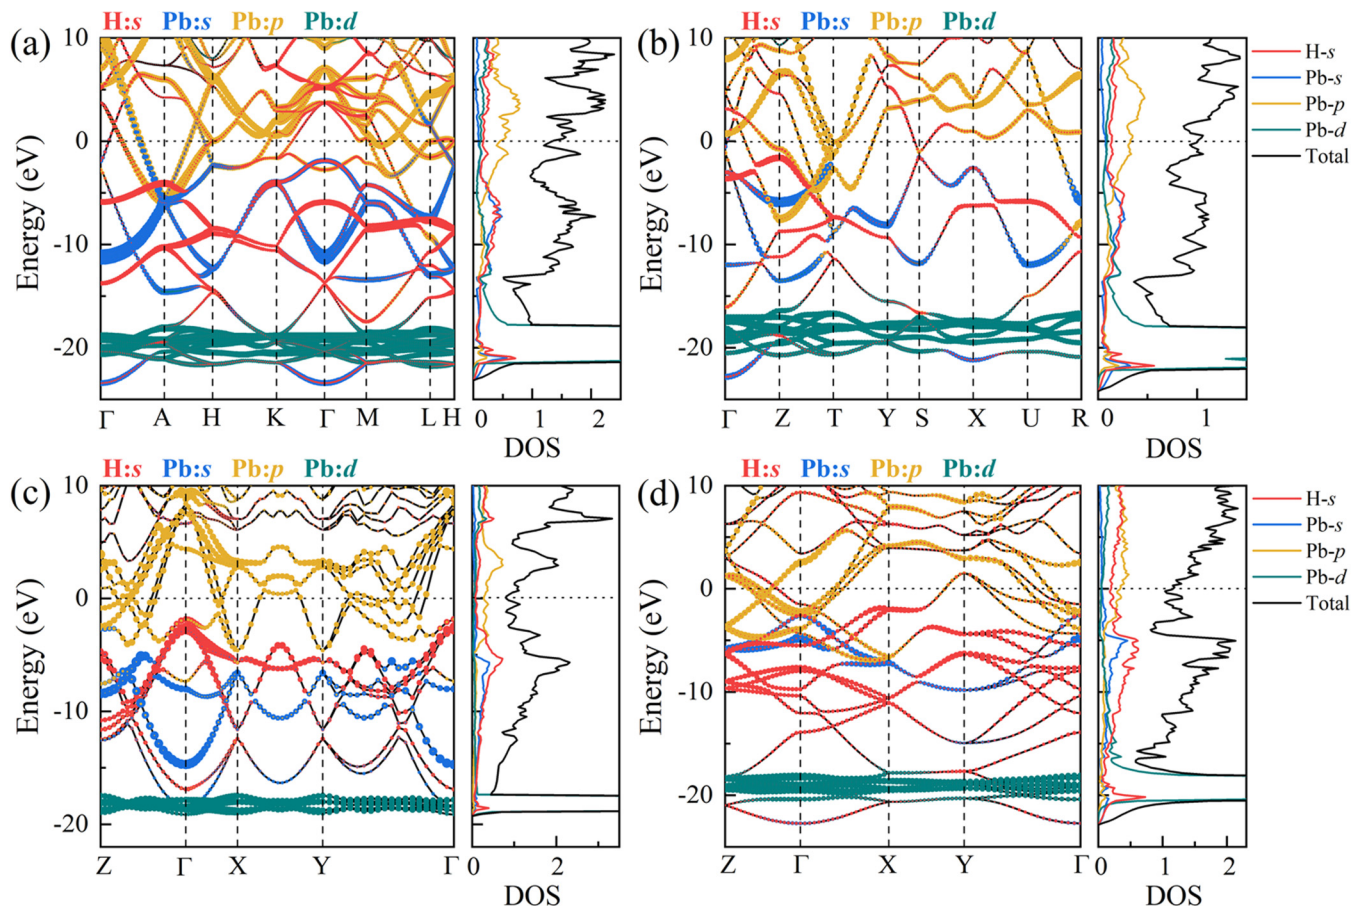 H:s Pb:s Pb:p Pb:d
(a)
10
0
-10
-20
Energy (eV)
Γ A H K Γ M L H
0 1 2
DOS
H:s Pb:s Pb:p Pb:d
(b)
10
0
-10
-20
Energy (eV)
Γ Z T Y S X U R
0 1
DOS
H-s
Pb-s
Pb-p
Pb-d
Total
H:s Pb:s Pb:p Pb:d
(c)
10
0
-10
-20
Energy (eV)
Z Γ X Y Γ
0 2
DOS
H:s Pb:s Pb:p Pb:d
(d)
10
0
-10
-20
Energy (eV)
Z Γ X Y Γ
0 1 2
DOS
H-s
Pb-s
Pb-p
Pb-d
Total